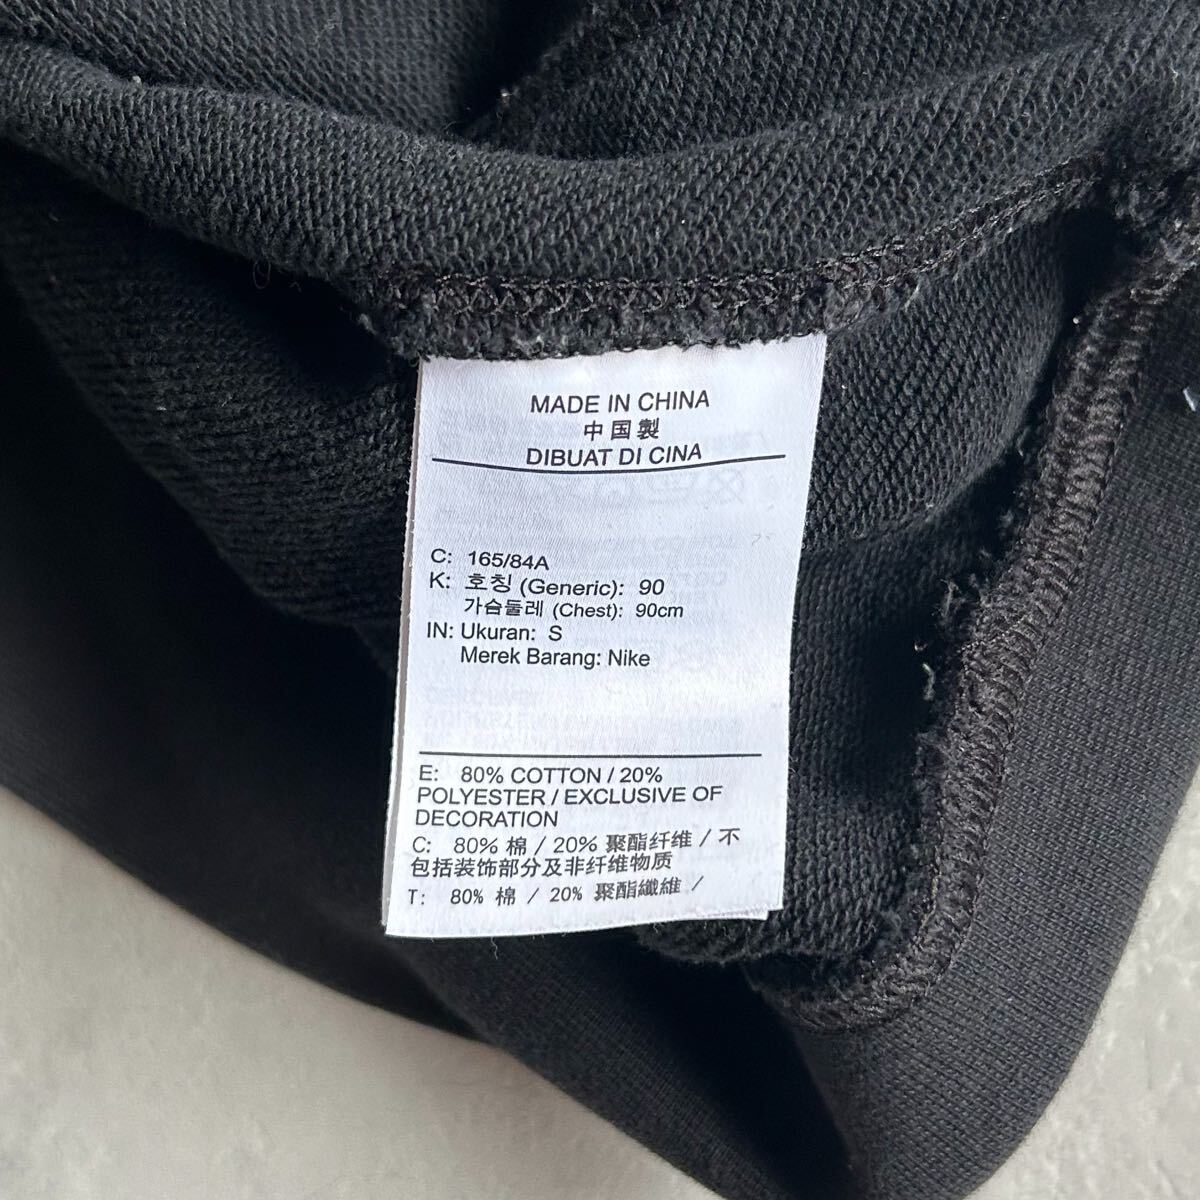 MADE IN CHINA
中国製
DIBUAT DI CINA
C: 165/84A
K: 호칭 (Generic): 90
가슴둘레 (Chest): 90cm
IN: Ukuran: S
Merek Barang: Nike
E: 80% COTTON / 20%
POLYESTER / EXCLUSIVE OF
DECORATION
C: 80% 棉 / 20% 聚酯纤维 / 不
包括装饰部分及非纤维物质
T: 80% 棉 / 20% 聚酯纖維 /